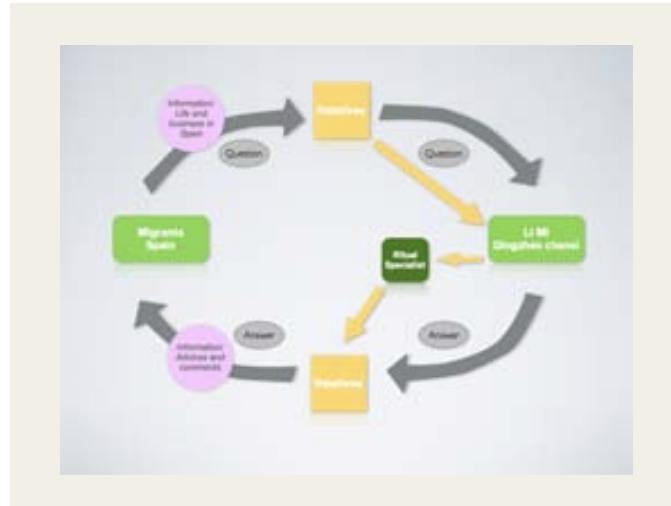 Information:
Life and
business in
Spain
Relatives
Question
Question
Migrants
Spain
Li Mi
Qingzhen chansi
Ritual
Specialist
Answer
Answer
Information:
Advices and
comments
Relatives